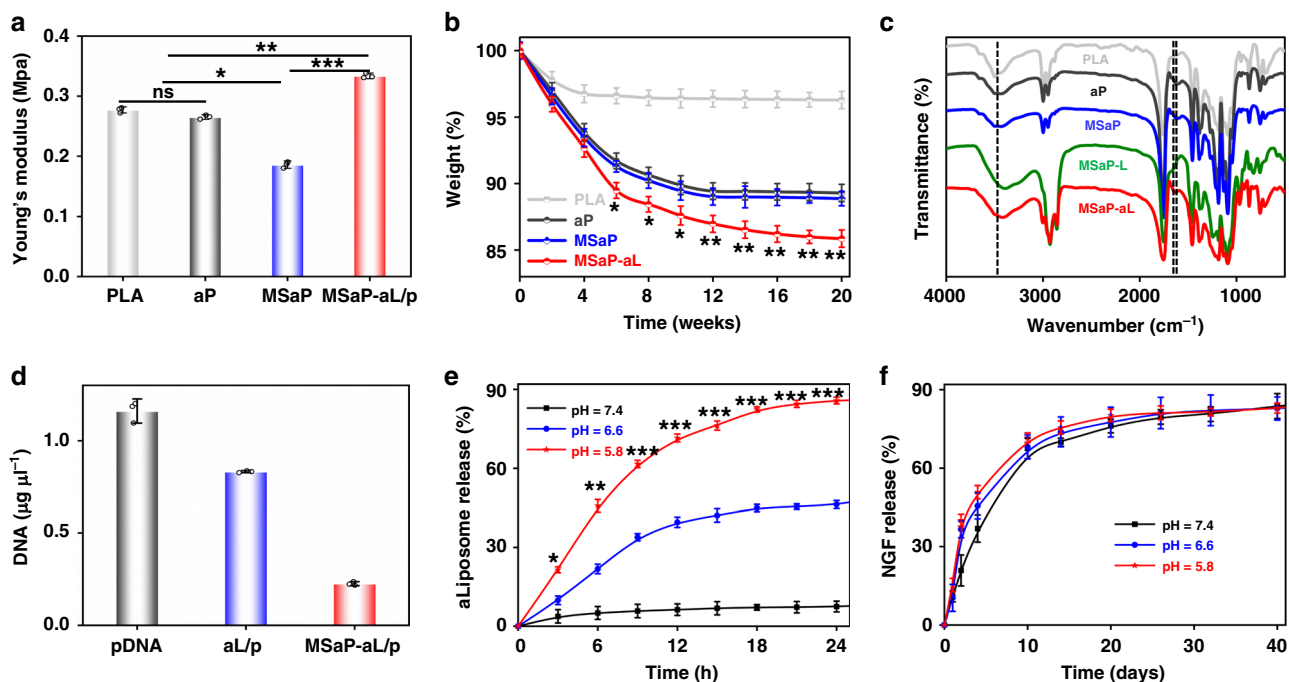 a
Young's modulus (Mpa)
0.4
0.3
0.2
0.1
0.0
**
*
***
ns
PLA
aP
MSaP
MSaP-aL/p
b
Weight (%)
100
95
90
85
PLA
aP
MSaP
MSaP-aL
*
*
*
**
**
**
**
**
0
4
8
12
16
20
Time (weeks)
c
Transmittance (%)
PLA
aP
MSaP
MSaP-L
MSaP-aL
4000
3000
2000
1000
Wavenumber (cm⁻¹)
d
DNA (µg µl⁻¹)
1.0
0.5
0.0
pDNA
aL/p
MSaP-aL/p
e
aLiposome release (%)
90
60
30
0
pH = 7.4
pH = 6.6
pH = 5.8
*
**
***
***
***
***
***
***
0
6
12
18
24
Time (h)
f
NGF release (%)
90
60
30
0
pH = 7.4
pH = 6.6
pH = 5.8
0
10
20
30
40
Time (days)